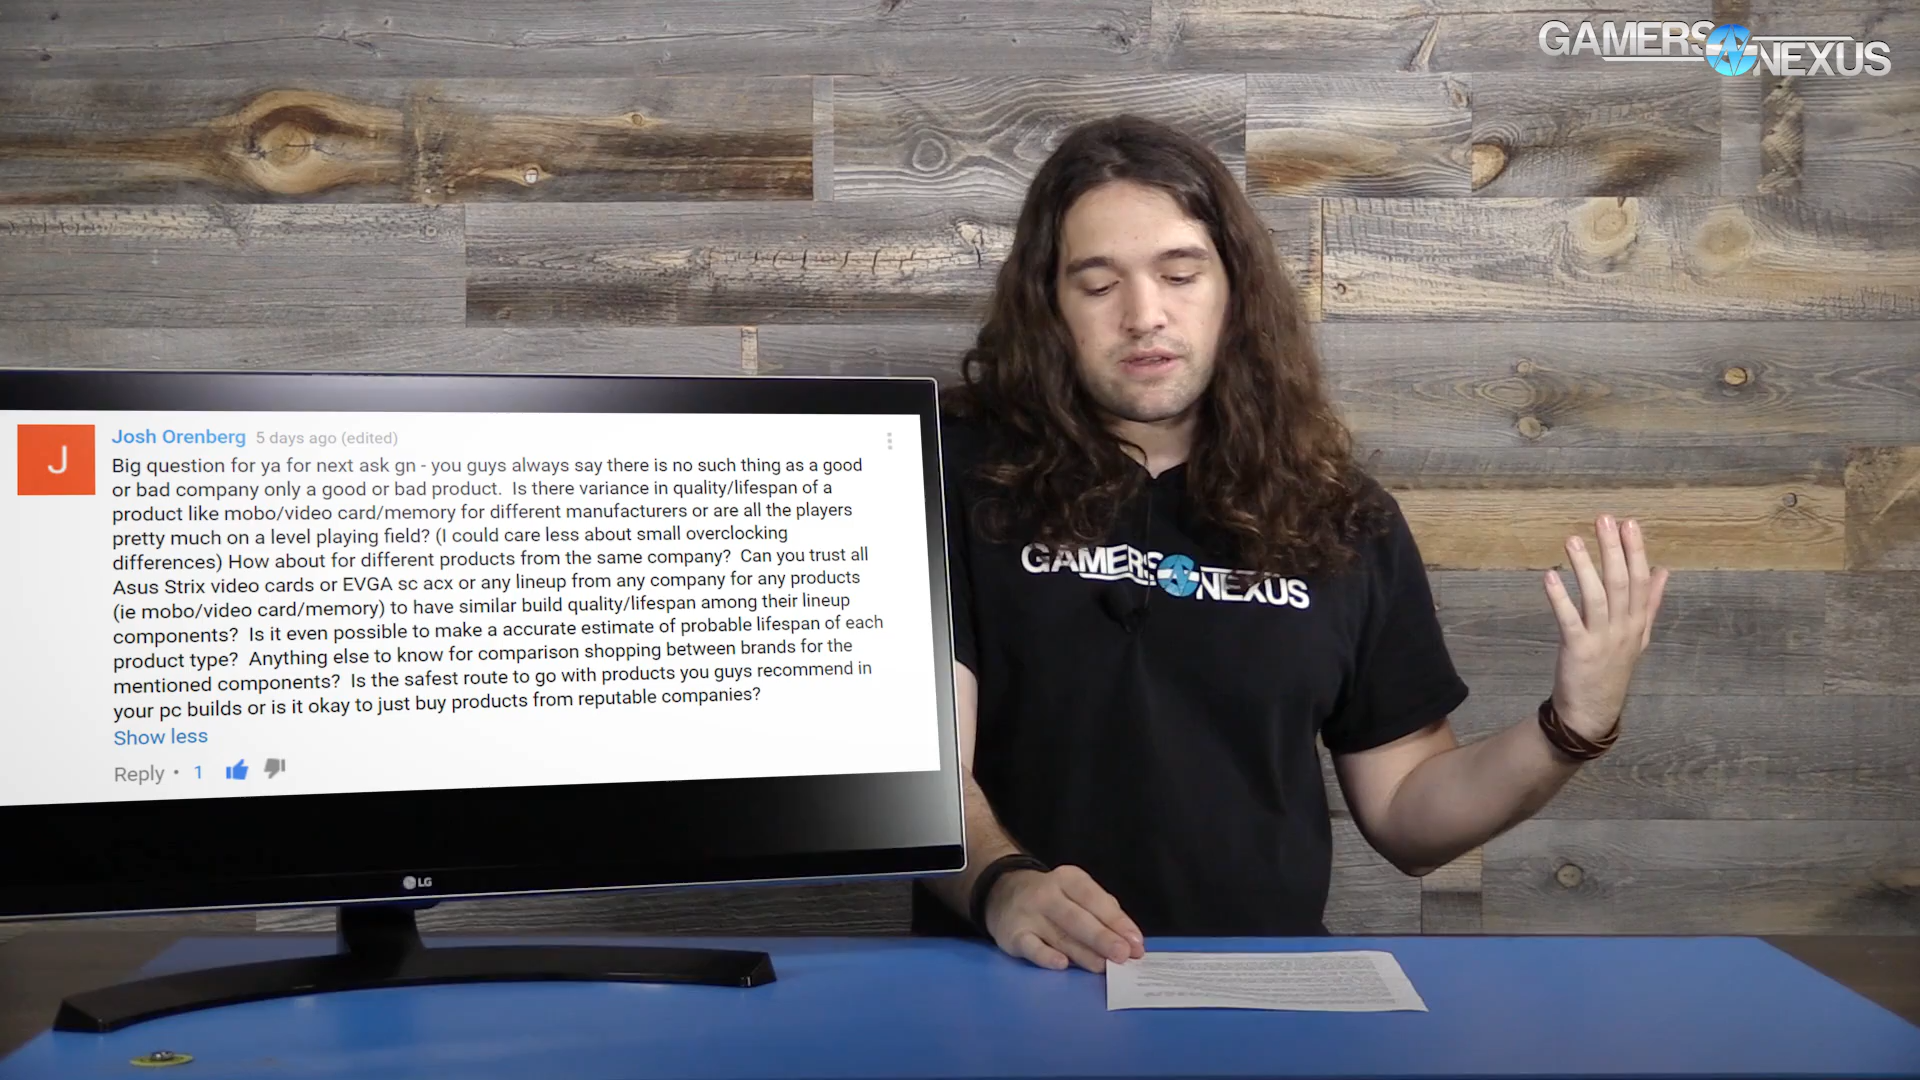 GAMERS NEXUS
J
Josh Orenberg 5 days ago (edited)
Big question for ya for next ask gn - you guys always say there is no such thing as a good
or bad company only a good or bad product. Is there variance in quality/lifespan of a
product like mobo/video card/memory for different manufacturers or are all the players
pretty much on a level playing field? (I could care less about small overclocking
differences) How about for different products from the same company? Can you trust all
Asus Strix video cards or EVGA sc acx or any lineup from any company for any products
(ie mobo/video card/memory) to have similar build quality/lifespan among their lineup
components? Is it even possible to make a accurate estimate of probable lifespan of each
product type? Anything else to know for comparison shopping between brands for the
mentioned components? Is the safest route to go with products you guys recommend in
your pc builds or is it okay to just buy products from reputable companies?
Show less
Reply • 1
GAMERS NEXUS
LG